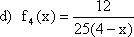 d) f₄(x) = 12 / 25(4 − x)